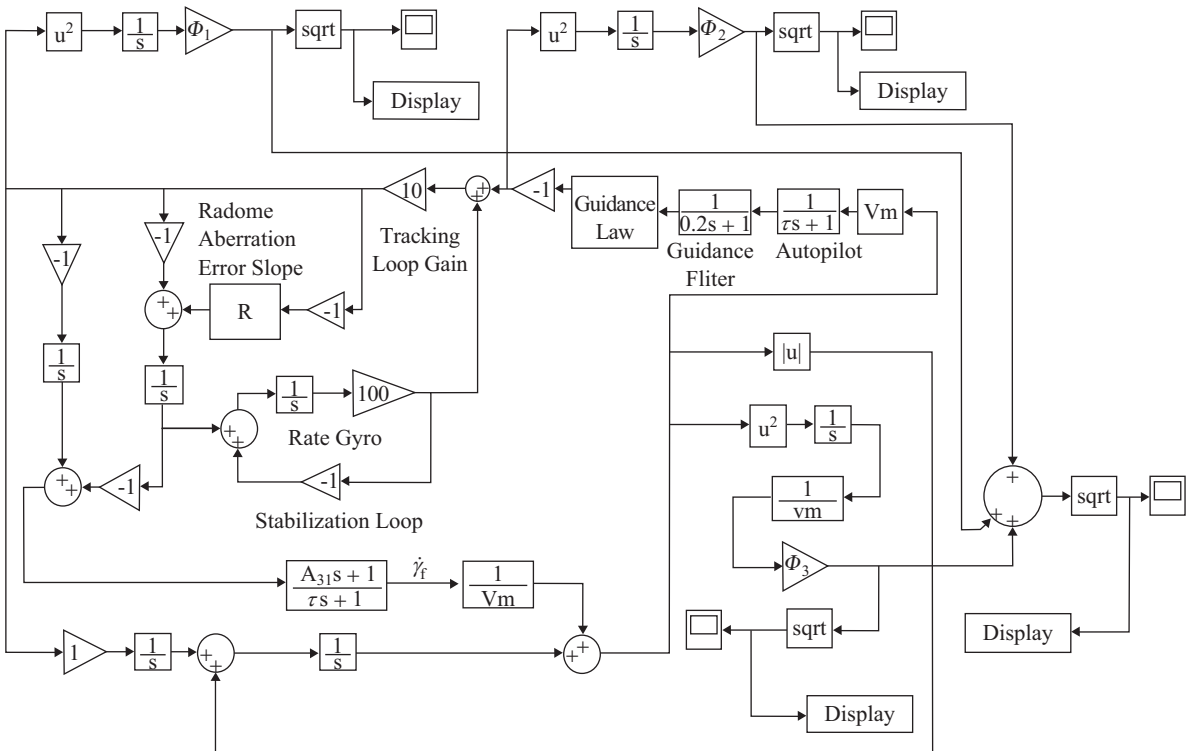 u² 1/s Φ₁ sqrt
Display
u² 1/s Φ₂ sqrt
Display
10 + + -1 Guidance Law 1/(0.2s + 1) 1/(τs + 1) Vm
Tracking Loop Gain
Guidance Fliter
Autopilot
-1
-1
Radome Aberration Error Slope
+ + R -1
1/s
1/s
1/s 100
+ +
Rate Gyro
-1
Stabilization Loop
+ + -1
|u|
u² 1/s
1/vm
Φ₃
+ + +
sqrt
Display
(A₃₁s + 1)/(τs + 1) γ̇f 1/Vm
sqrt
Display
1 1/s + + 1/s + +